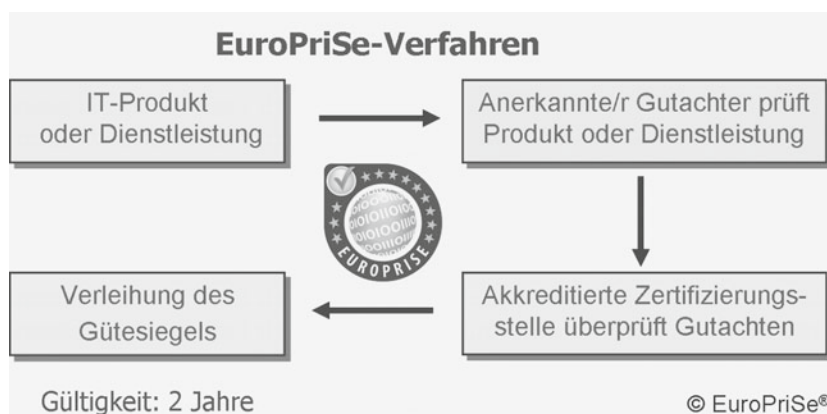 EuroPriSe-Verfahren
IT-Produkt
oder Dienstleistung
Anerkannte/r Gutachter prüft
Produkt oder Dienstleistung
EUROPRISE
Akkreditierte Zertifizierungs-
stelle überprüft Gutachten
Verleihung des
Gütesiegels
Gültigkeit: 2 Jahre
© EuroPriSe®